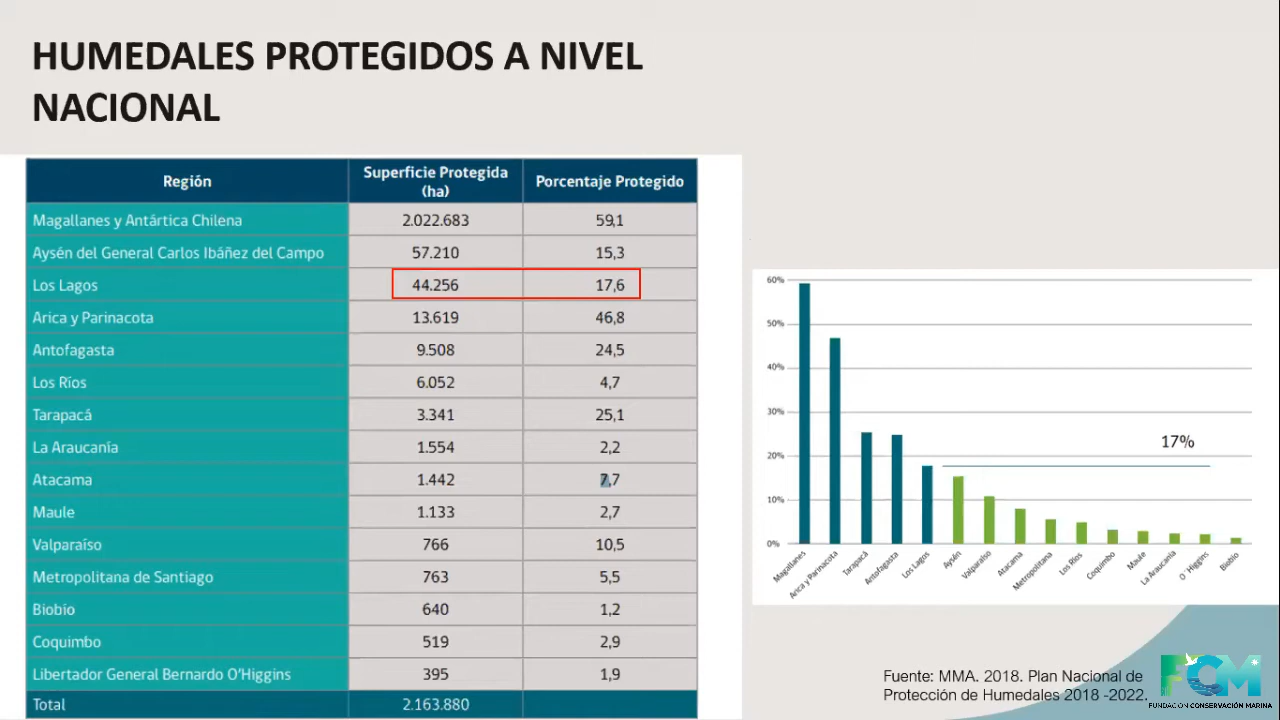 HUMEDALES PROTEGIDOS A NIVEL
NACIONAL
Región Superficie Protegida (ha) Porcentaje Protegido
Magallanes y Antártica Chilena 2.022.683 59,1
Aysén del General Carlos Ibáñez del Campo 57.210 15,3
Los Lagos 44.256 17,6
Arica y Parinacota 13.619 46,8
Antofagasta 9.508 24,5
Los Ríos 6.052 4,7
Tarapacá 3.341 25,1
La Araucanía 1.554 2,2
Atacama 1.442 7,7
Maule 1.133 2,7
Valparaíso 766 10,5
Metropolitana de Santiago 763 5,5
Biobio 640 1,2
Coquimbo 519 2,9
Libertador General Bernardo O'Higgins 395 1,9
Total 2.163.880
60%
50%
40%
30%
20%
10%
0%
17%
Magallanes
Arica y Parinacota
Tarapacá
Antofagasta
Los Lagos
Aysén
Valparaíso
Atacama
Metropolitana
Los Ríos
Coquimbo
Maule
La Araucanía
O´Higgins
Biobío
Fuente: MMA. 2018. Plan Nacional de
Protección de Humedales 2018 -2022.
FCM
FUNDACIÓN CONSERVACIÓN MARINA